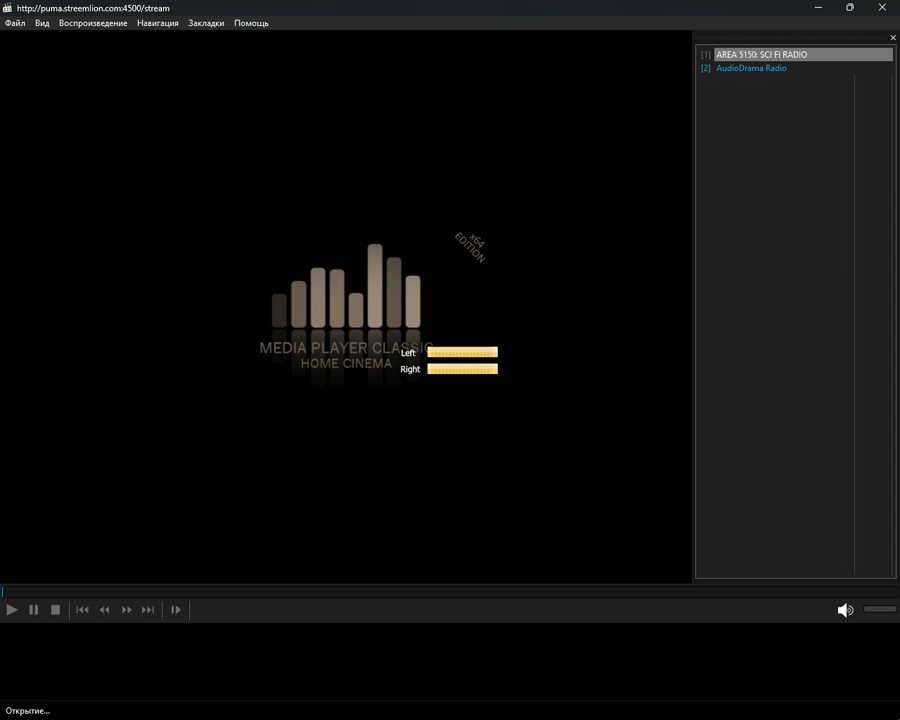 http://puma.streemlion.com:4500/stream
Файл Вид Воспроизведение Навигация Закладки Помощь
[1] AREA 5150: SCI FI RADIO
[2] AudioDrama Radio
x64
EDITION
MEDIA PLAYER CLASSIC
HOME CINEMA
Left
Right
Открытие...